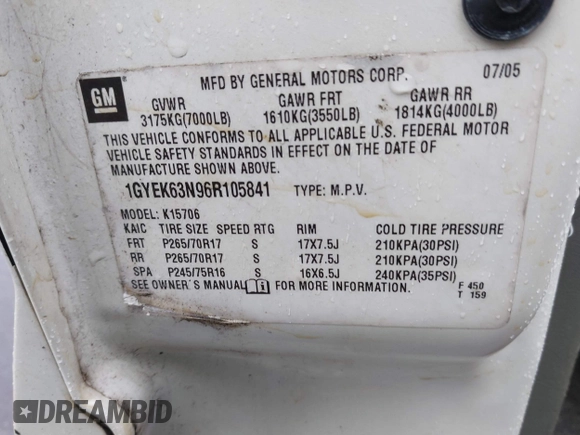 MFD BY GENERAL MOTORS CORP. 07/05
GM
GVWR GAWR FRT GAWR RR
3175KG(7000LB) 1610KG(3550LB) 1814KG(4000LB)
THIS VEHICLE CONFORMS TO ALL APPLICABLE U.S. FEDERAL MOTOR
VEHICLE SAFETY STANDARDS IN EFFECT ON THE DATE OF
MANUFACTURE SHOWN ABOVE.
1GYEK63N96R105841 TYPE: M.P.V.
MODEL: K15706
KAIC TIRE SIZE SPEED RTG RIM COLD TIRE PRESSURE
FRT P265/70R17 S 17X7.5J 210KPA(30PSI)
RR P265/70R17 S 17X7.5J 210KPA(30PSI)
SPA P245/75R16 S 16X6.5J 240KPA(35PSI)
SEE OWNER'S MANUAL FOR MORE INFORMATION. F 450
T 159
DREAMBID